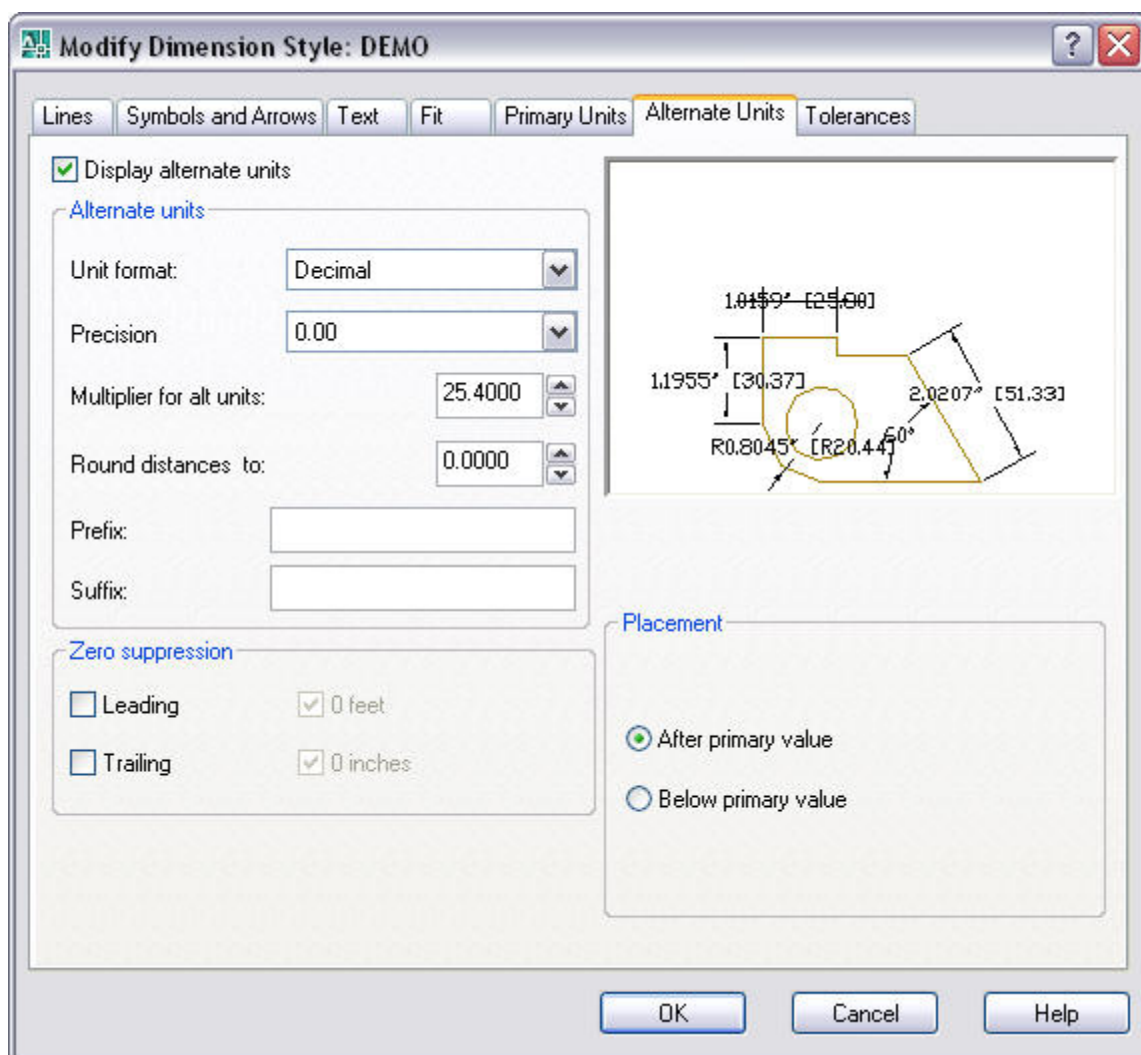 Modify Dimension Style: DEMO
Lines Symbols and Arrows Text Fit Primary Units Alternate Units Tolerances
Display alternate units
Alternate units
Unit format: Decimal
Precision 0.00
Multiplier for alt units: 25.4000
Round distances to: 0.0000
Prefix:
Suffix:
Zero suppression
Leading 0 feet
Trailing 0 inches
1.0159" [25.80]
1.1955" [30.37]
2.0207" [51.33]
R0.8045" [R20.44]
60°
Placement
After primary value
Below primary value
OK Cancel Help